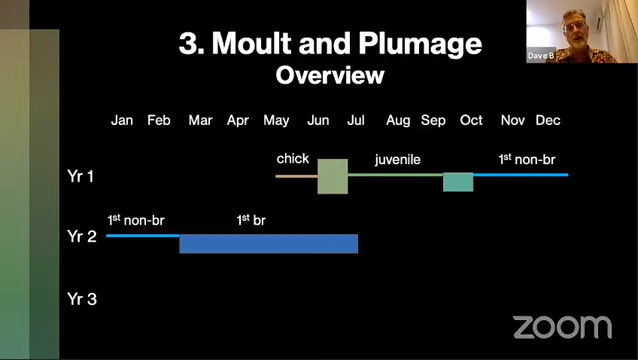 3. Moult and Plumage
Overview
Dave B
Jan Feb Mar Apr May Jun Jul Aug Sep Oct Nov Dec
chick juvenile 1st non-br
Yr 1
1st non-br 1st br
Yr 2
Yr 3
zoom